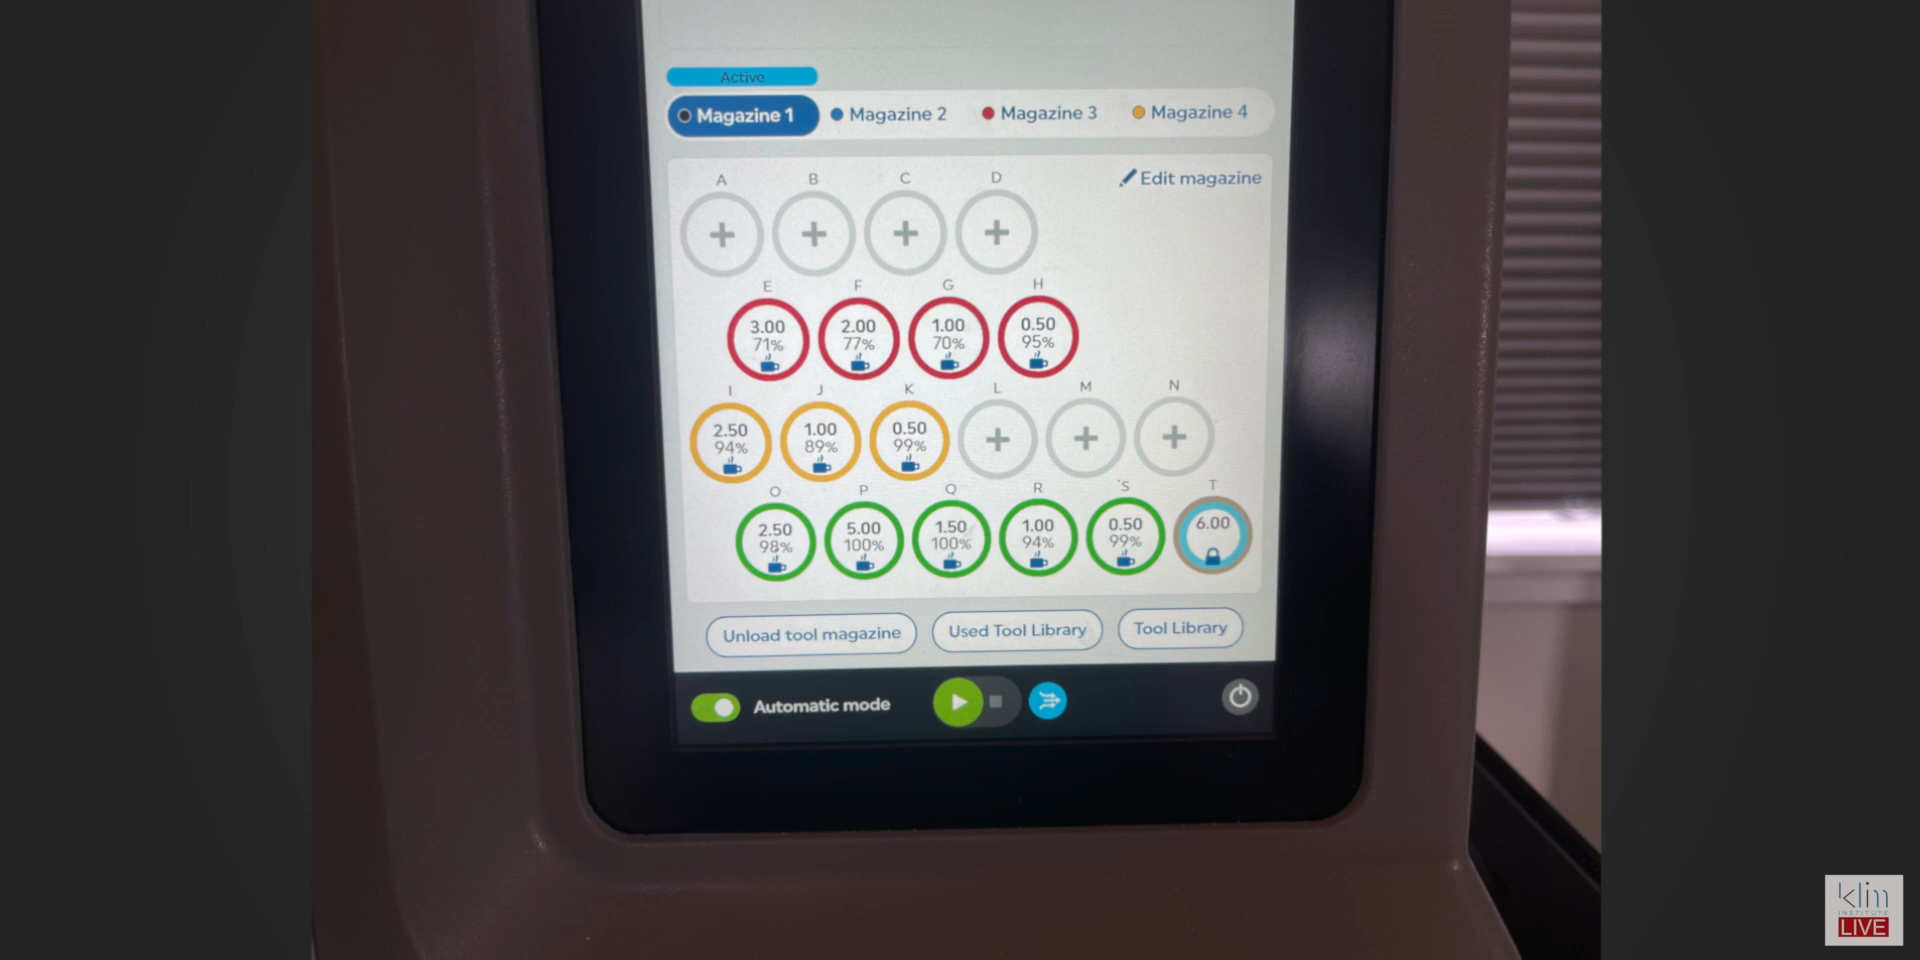 Active
Magazine 1 Magazine 2 Magazine 3 Magazine 4
Edit magazine
A B C D
E F G H
3.00 2.00 1.00 0.50
71% 77% 70% 95%
I J K L M N
2.50 1.00 0.50
94% 89% 99%
O P Q R S T
2.50 5.00 1.50 1.00 0.50 6.00
98% 100% 100% 94% 99%
Unload tool magazine Used Tool Library Tool Library
Automatic mode
klim
INSTITUTE
LIVE